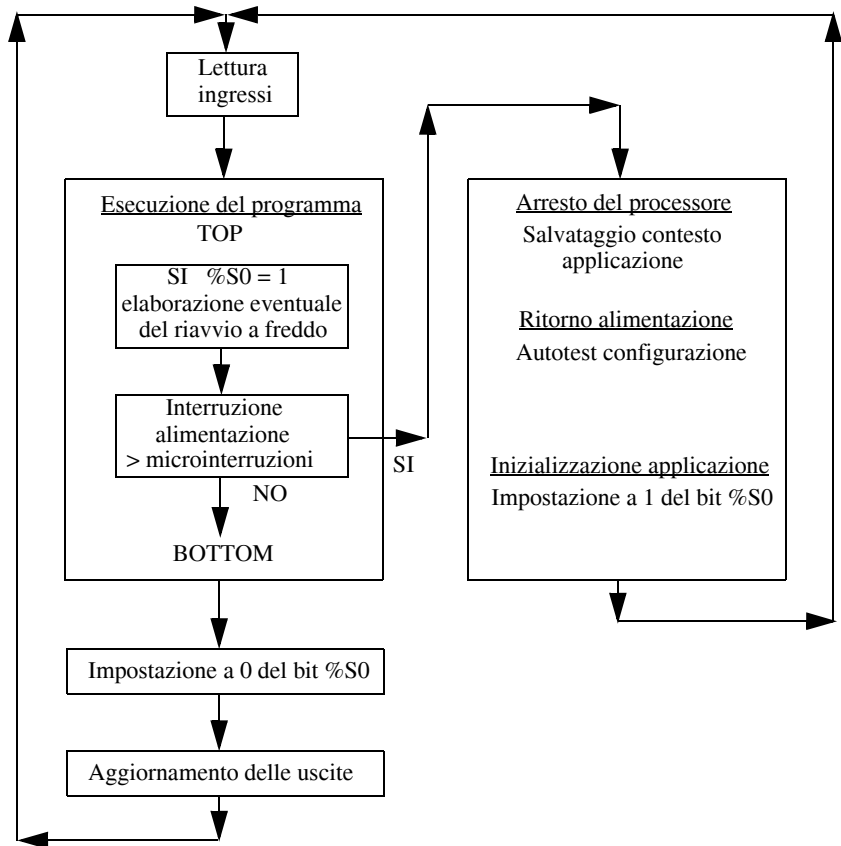 Lettura
ingressi
Esecuzione del programma
TOP
SI %S0 = 1
elaborazione eventuale
del riavvio a freddo
Interruzione
alimentazione
> microinterruzioni
SI
NO
BOTTOM
Impostazione a 0 del bit %S0
Aggiornamento delle uscite
Arresto del processore
Salvataggio contesto
applicazione
Ritorno alimentazione
Autotest configurazione
Inizializzazione applicazione
Impostazione a 1 del bit %S0